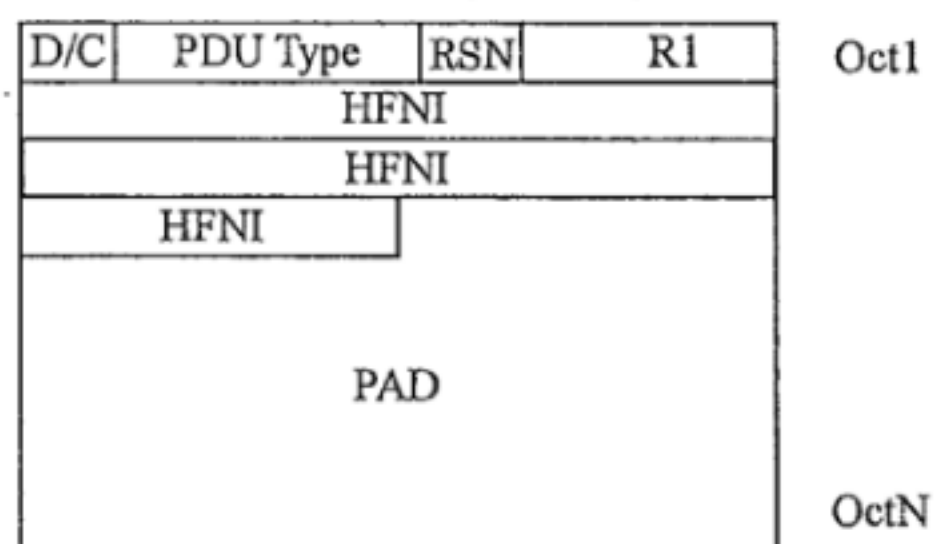 D/C PDU Type RSN R1 Oct1
HFNI
HFNI
HFNI
PAD
OctN